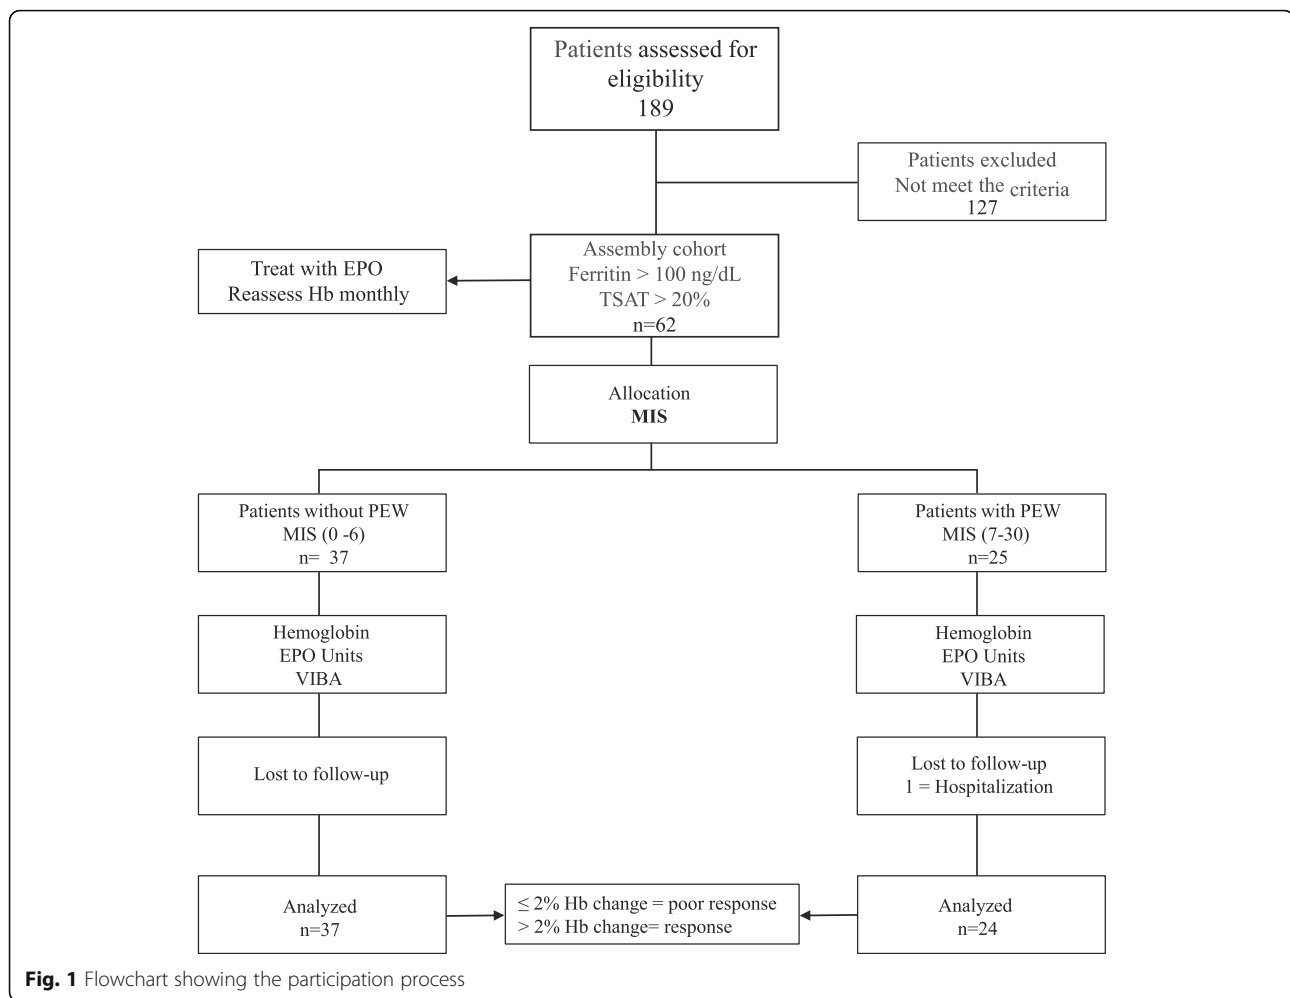 Patients assessed for
eligibility
189
Patients excluded
Not meet the criteria
127
Assembly cohort
Ferritin > 100 ng/dL
TSAT > 20%
n=62
Treat with EPO
Reassess Hb monthly
Allocation
MIS
Patients without PEW
MIS (0 -6)
n= 37
Patients with PEW
MIS (7-30)
n=25
Hemoglobin
EPO Units
VIBA
Hemoglobin
EPO Units
VIBA
Lost to follow-up
Lost to follow-up
1 = Hospitalization
Analyzed
n=37
≤ 2% Hb change = poor response
> 2% Hb change= response
Analyzed
n=24
Fig. 1 Flowchart showing the participation process